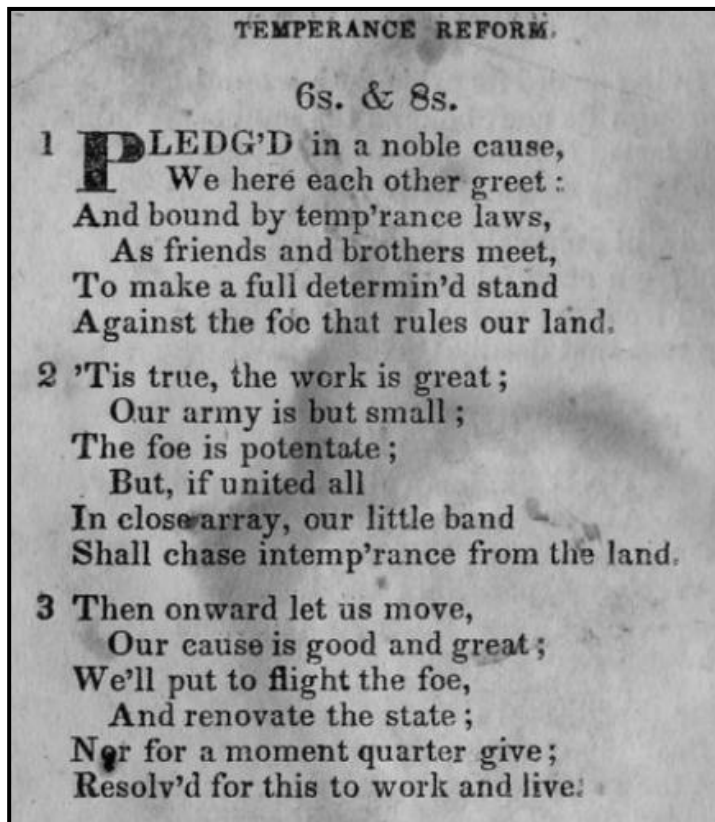 TEMPERANCE REFORM.
6s. & 8s.
1 PLEDG'D in a noble cause,
We here each other greet :
And bound by temp'rance laws,
As friends and brothers meet,
To make a full determin'd stand
Against the foe that rules our land.
2 'Tis true, the work is great ;
Our army is but small ;
The foe is potentate ;
But, if united all
In close array, our little band
Shall chase intemp'rance from the land.
3 Then onward let us move,
Our cause is good and great ;
We'll put to flight the foe,
And renovate the state ;
Nor for a moment quarter give ;
Resolv'd for this to work and live.